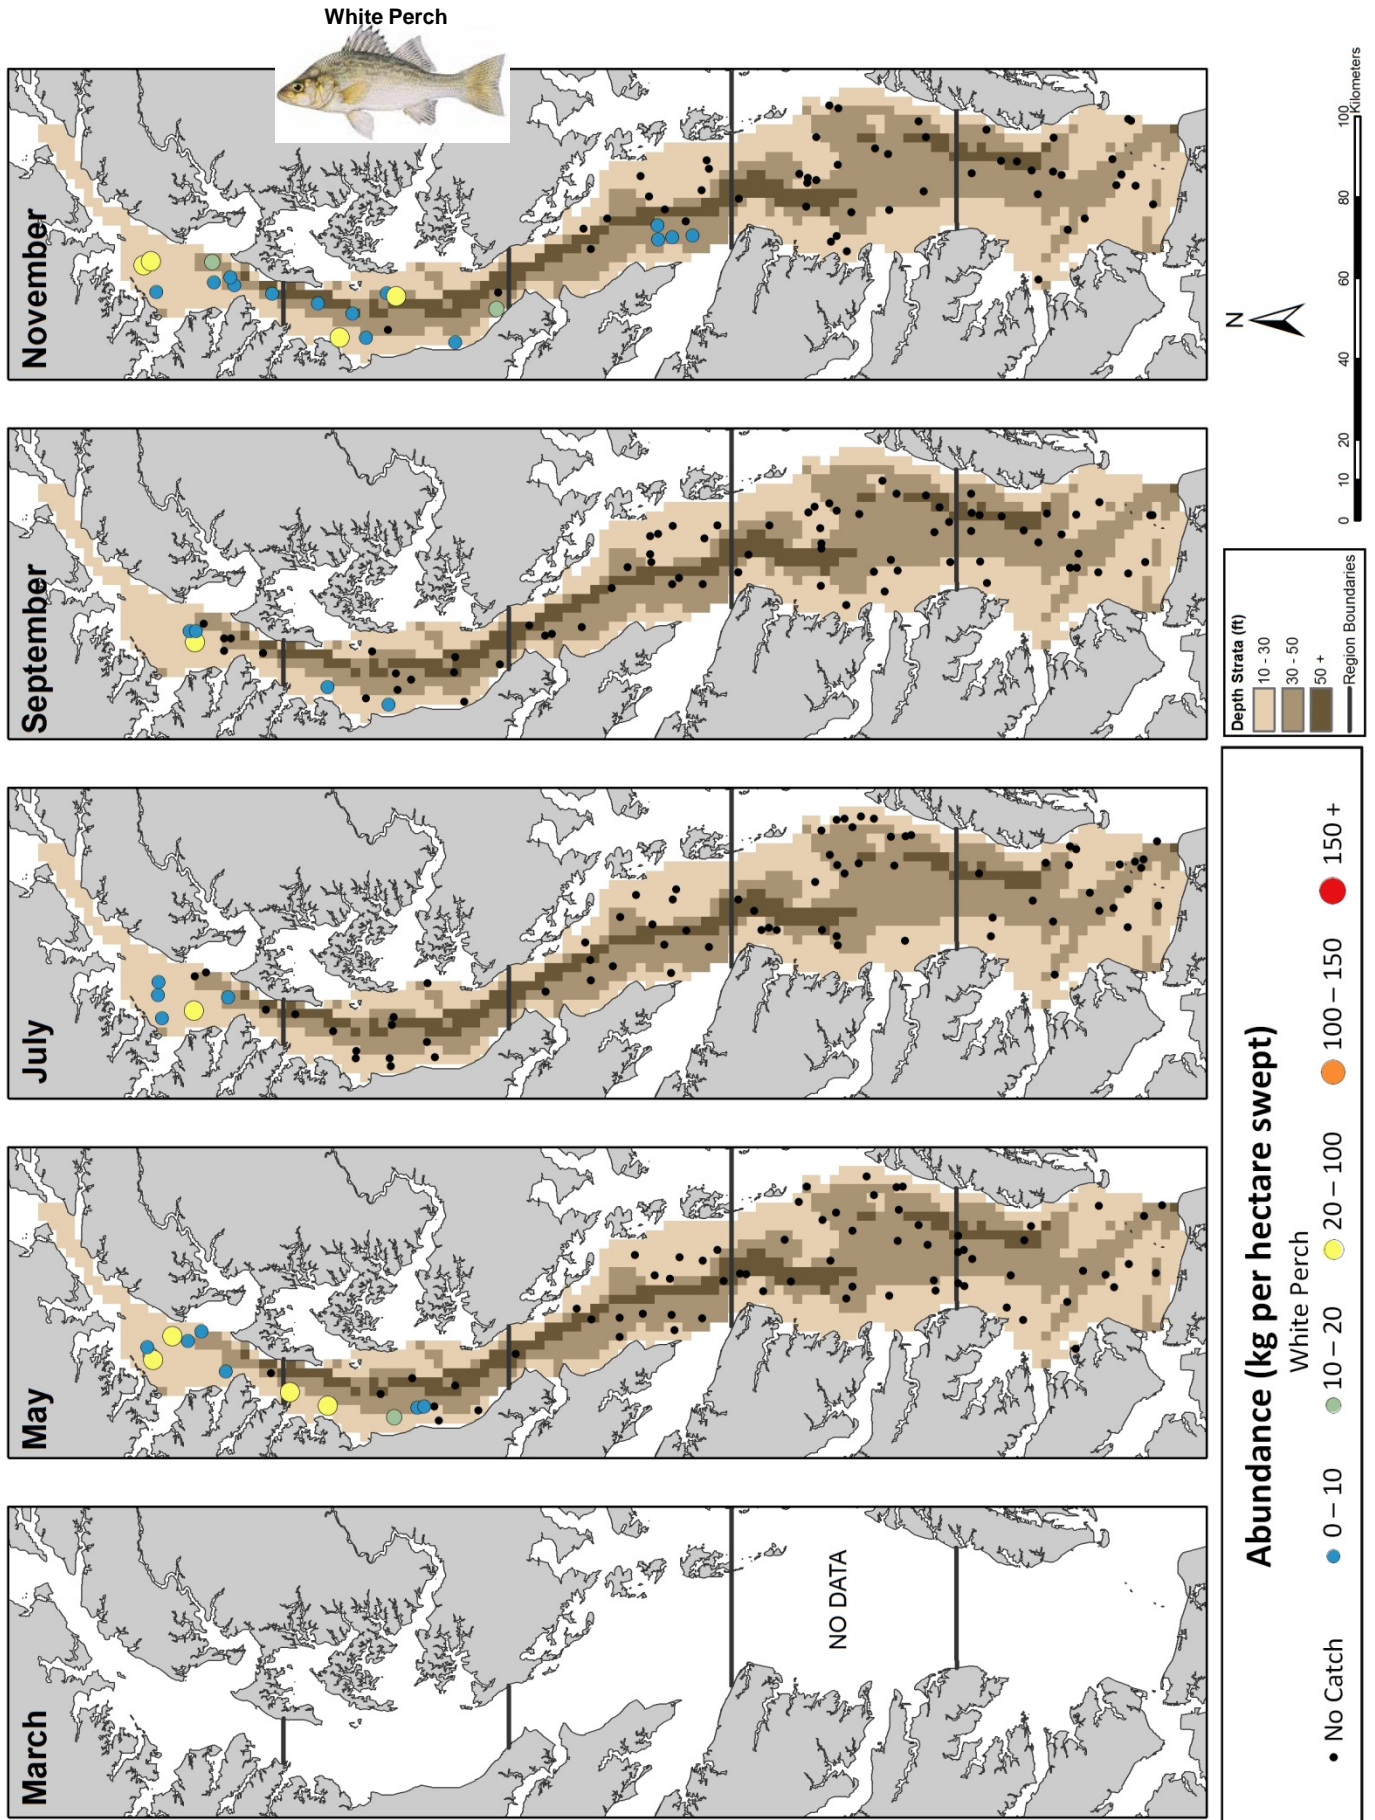 White Perch
March
May
July
September
November
NO DATA
Abundance (kg per hectare swept)
White Perch
No Catch
0 – 10
10 – 20
20 – 100
100 – 150
150 +
Depth Strata (ft)
10 - 30
30 - 50
50 +
Region Boundaries
N
0 10 20 40 60 80 100
Kilometers